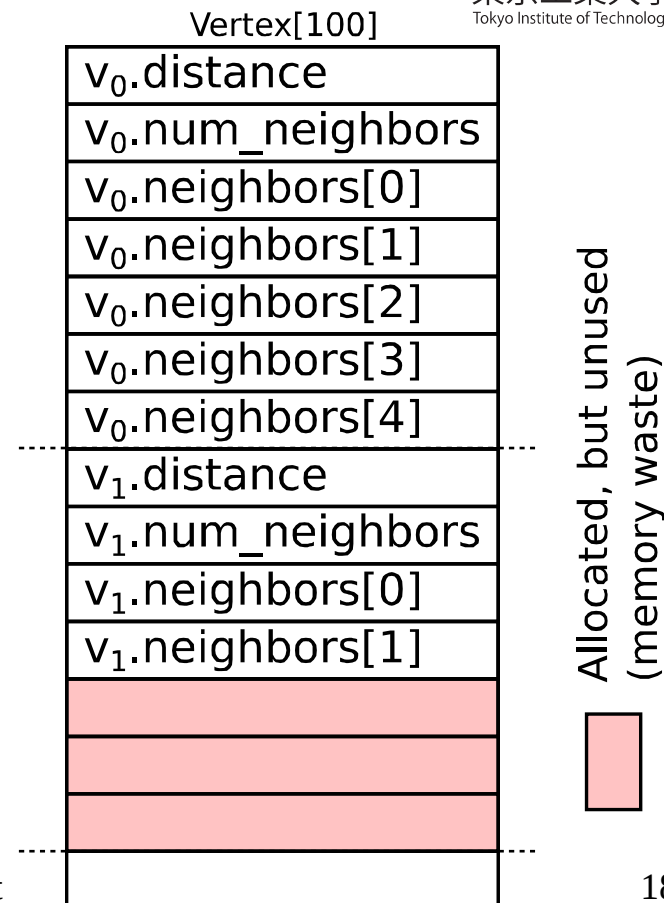 Vertex[100]
Tokyo Institute of Technolog
v₀.distance
v₀.num_neighbors
v₀.neighbors[0]
v₀.neighbors[1]
v₀.neighbors[2]
v₀.neighbors[3]
v₀.neighbors[4]
v₁.distance
v₁.num_neighbors
v₁.neighbors[0]
v₁.neighbors[1]
Allocated, but unused
(memory waste)
18